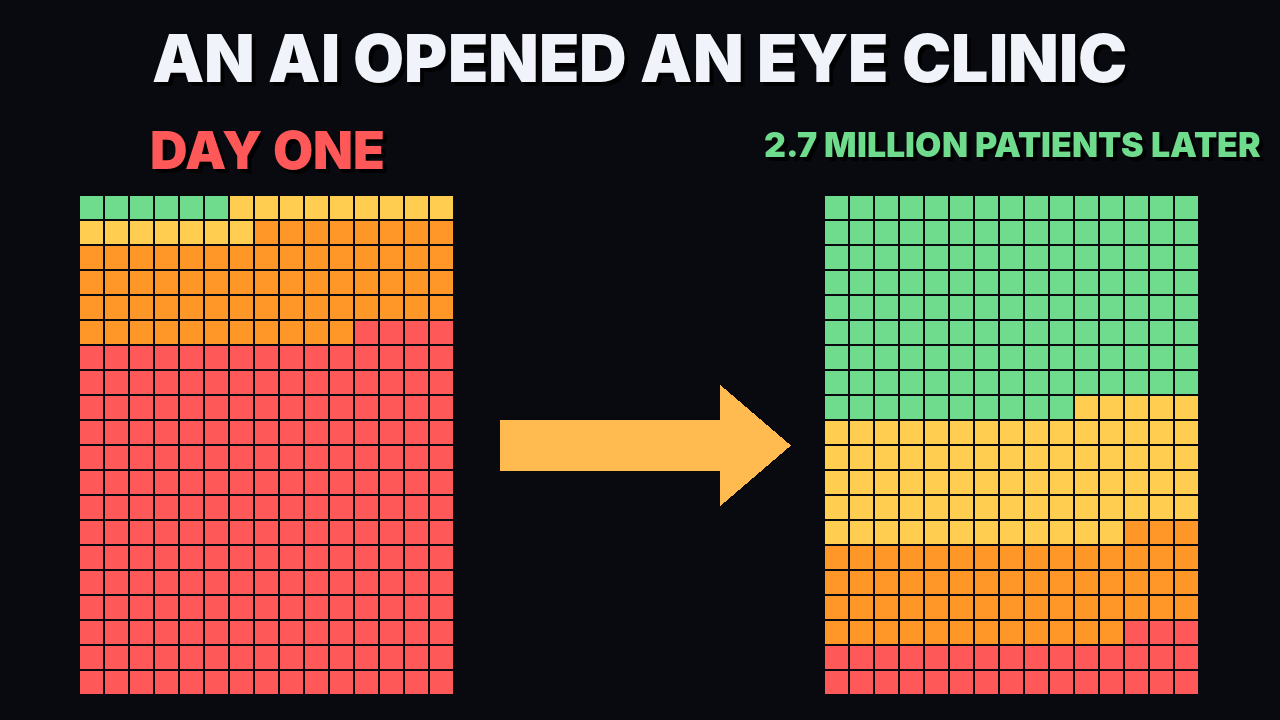 AN AI OPENED AN EYE CLINIC
DAY ONE
2.7 MILLION PATIENTS LATER